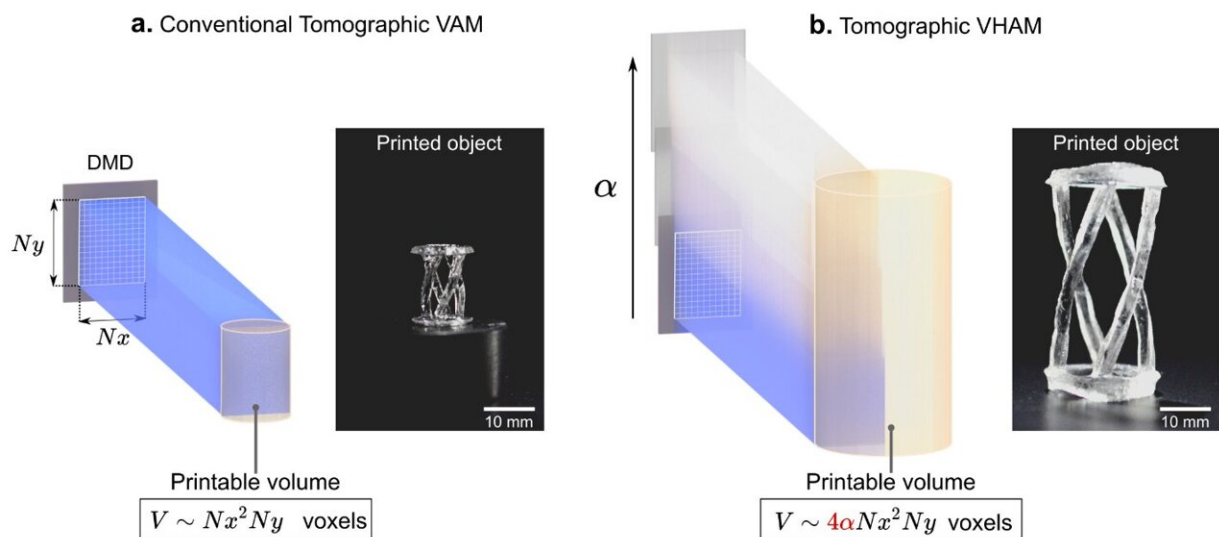 a. Conventional Tomographic VAM
DMD
Ny
Nx
Printed object
10 mm
Printable volume
V ~ Nx²Ny voxels
b. Tomographic VHAM
α
Printed object
10 mm
Printable volume
V ~ 4αNx²Ny voxels